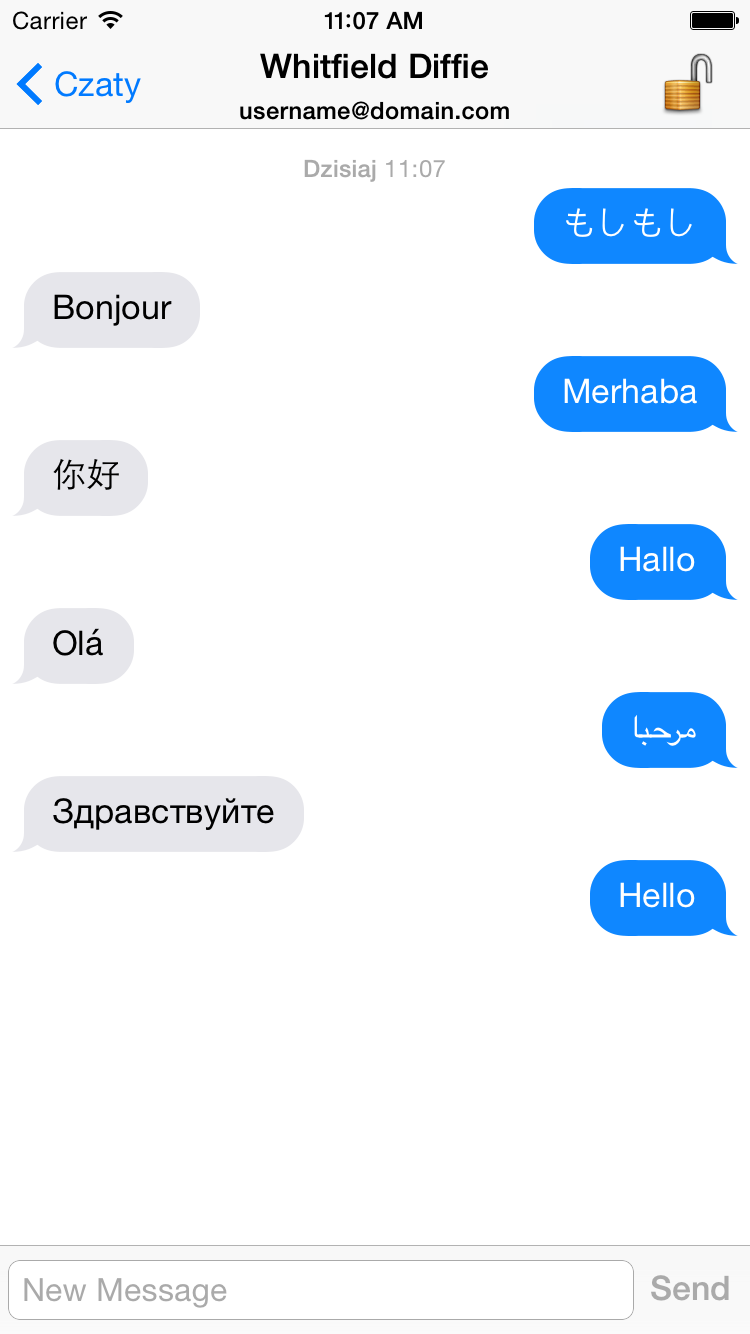 Carrier 11:07 AM
Whitfield Diffie
Czaty
username@domain.com
Dzisiaj 11:07
もしもし
Bonjour
Merhaba
你好
Hallo
Olá
مرحبا
Здравствуйте
Hello
New Message Send